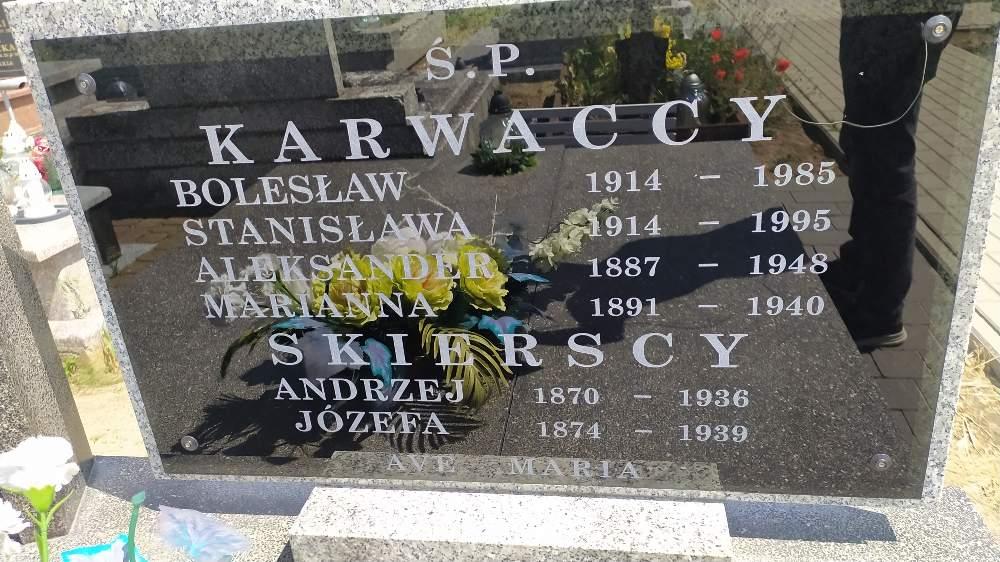 Ś.P.
KARWACCY
BOLESŁAW 1914 – 1985
STANISŁAWA 1914 – 1995
ALEKSANDER 1887 – 1948
MARIANNA 1891 – 1940
SKIERSCY
ANDRZEJ 1870 – 1936
JÓZEFA 1874 – 1939
AVE MARIA